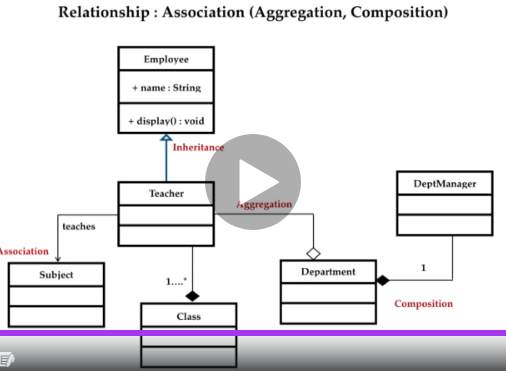 Relationship : Association (Aggregation, Composition)
Employee
+ name : String
+ display() : void
Inheritance
Teacher
DeptManager
Aggregation
teaches
Association
Subject
Department
1
1....*
Composition
Class